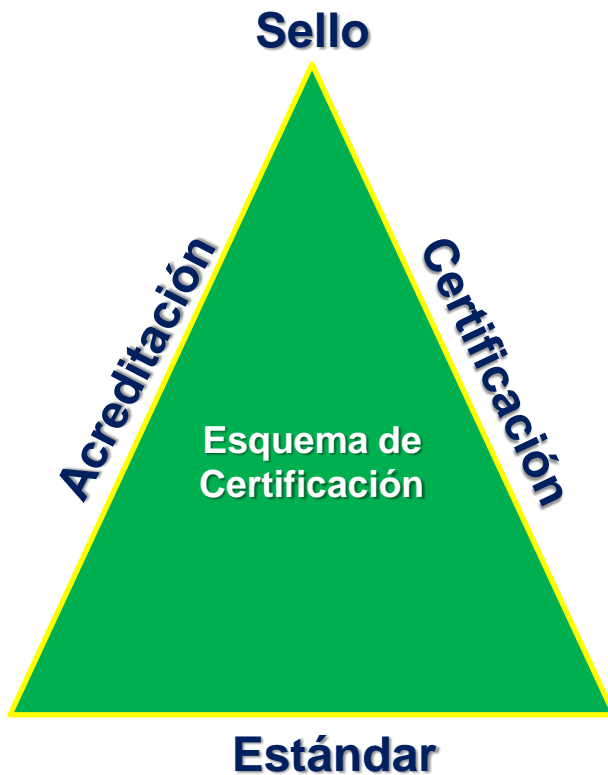 Sello
Acreditación
Certificación
Esquema de
Certificación
Estándar